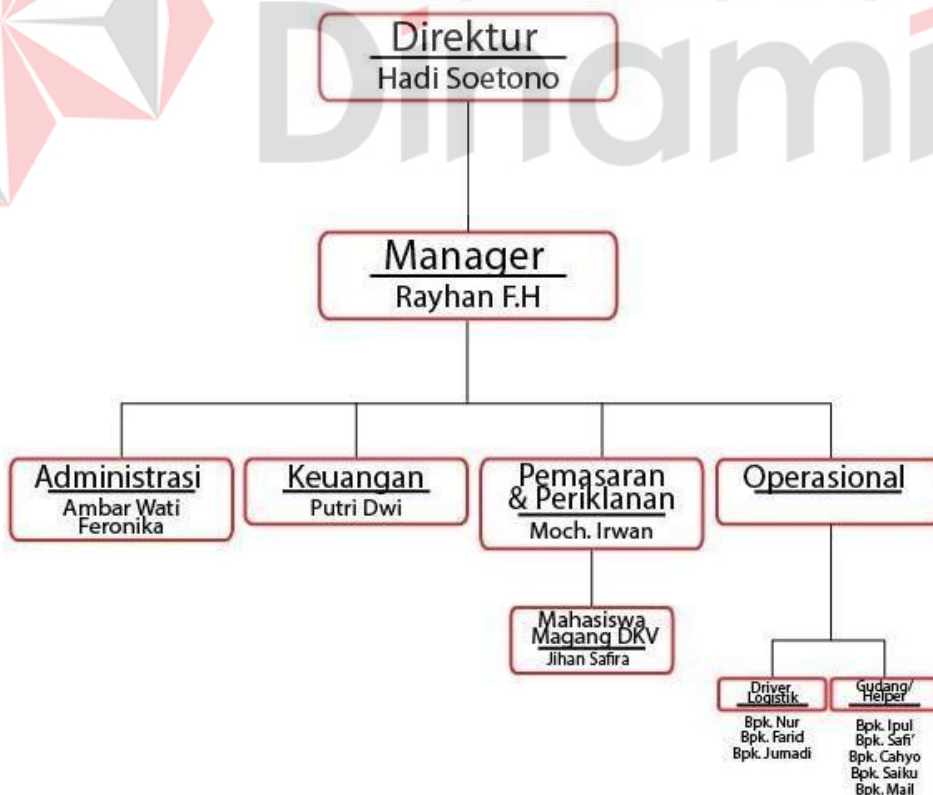 Dinami
Direktur
Hadi Soetono
Manager
Rayhan F.H
Administrasi
Ambar Wati
Feronika
Keuangan
Putri Dwi
Pemasaran
& Periklanan
Moch. Irwan
Operasional
Mahasiswa
Magang DKV
Jihan Safira
Driver
Logistik
Bpk. Nur
Bpk. Farid
Bpk. Jumadi
Gudang/
Helper
Bpk. Ipul
Bpk. Safi'
Bpk. Cahyo
Bpk. Saiku
Bpk. Mail